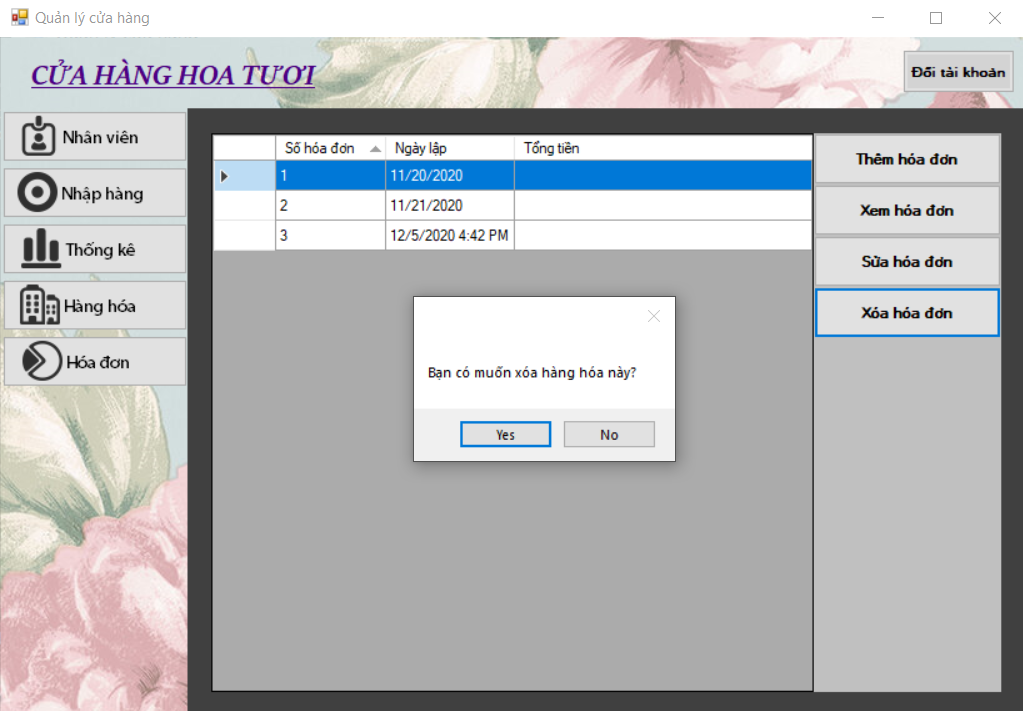 Quản lý cửa hàng
CỬA HÀNG HOA TƯƠI
Đổi tài khoản
Nhân viên
Nhập hàng
Thống kê
Hàng hóa
Hóa đơn
Số hóa đơn Ngày lập Tổng tiền
1 11/20/2020
2 11/21/2020
3 12/5/2020 4:42 PM
Thêm hóa đơn
Xem hóa đơn
Sửa hóa đơn
Xóa hóa đơn
Bạn có muốn xóa hàng hóa này?
Yes No